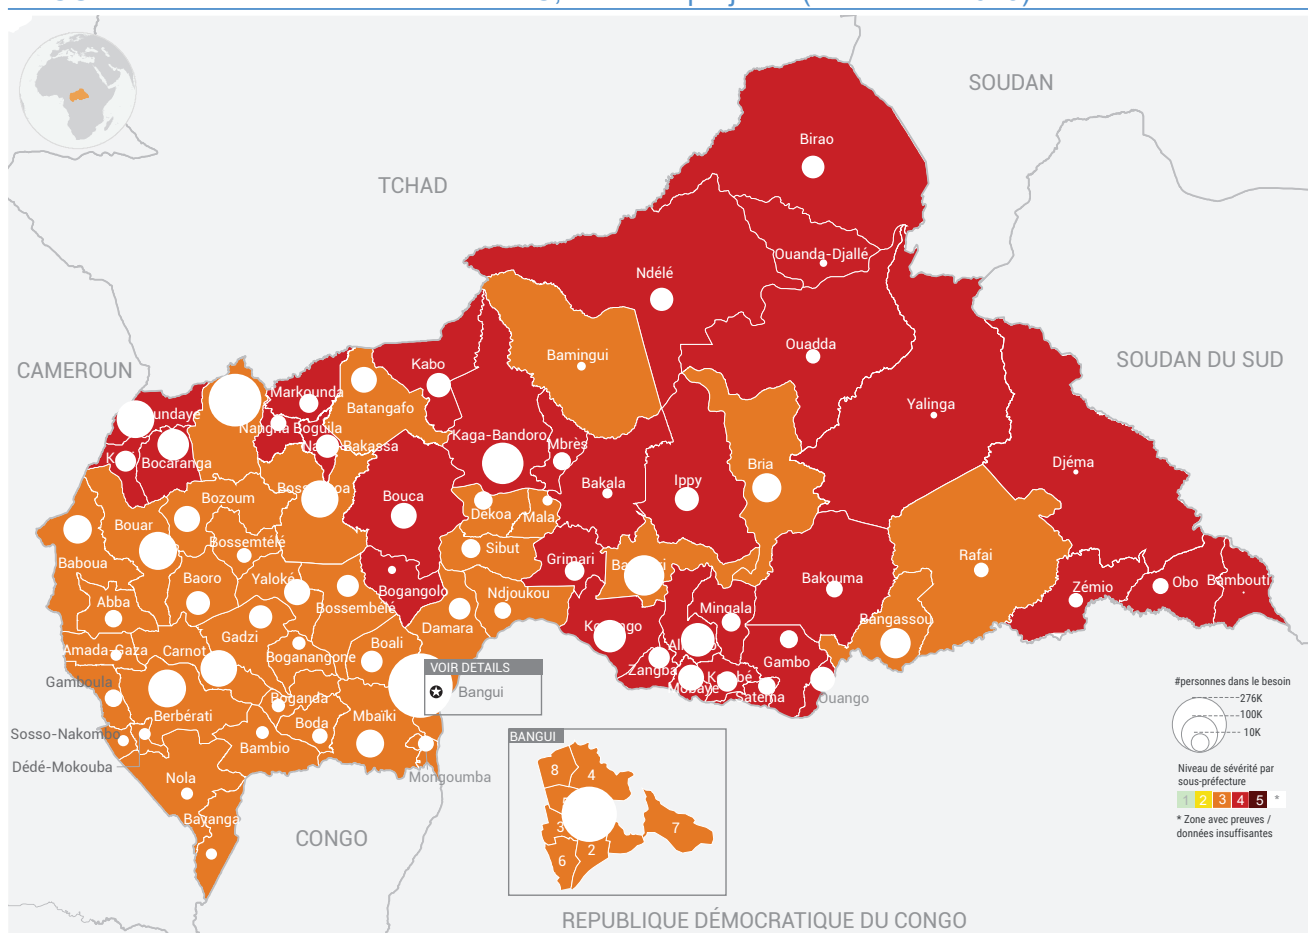 SOUDAN
Birao
TCHAD
Ouanda-Djallé
Ndélé
Ouadda
SOUDAN DU SUD
Bamingui
CAMEROUN
Kabo
Markounda
Batangafo
Yalinga
Nangha Boguila
Kaga-Bandoro
Mbrès
Bocaranga
Bria
Djéma
Bozoum
Bouca
Bakala
Ippy
Bouar
Dékoa
Mala
Bossemtélé
Sibut
Rafai
Baboua
Baoro
Yaloké
Grimari
Bakouma
Zémio
Obo
Bambouti
Abba
Bossembélé
Bogangolo
Ndjoukou
Mingala
Damara
Bangassou
Gadzi
Boali
Amada-Gaza
Carnot
Boganangone
Gambo
Zangba
VOIR DETAILS
Gamboula
Bangui
Satema
Ouango
Boganda
Berbérati
Mbaïki
Boda
Sosso-Nakombo
Bambio
Dédé-Mokouba
Mongoumba
Nola
Bayanga
CONGO
BANGUI
8
4
3
7
2
6
#personnes dans le besoin
276K
100K
10K
Niveau de sévérité par
sous-préfecture
1 2 3 4 5 *
* Zone avec preuves /
données insuffisantes
REPUBLIQUE DÉMOCRATIQUE DU CONGO